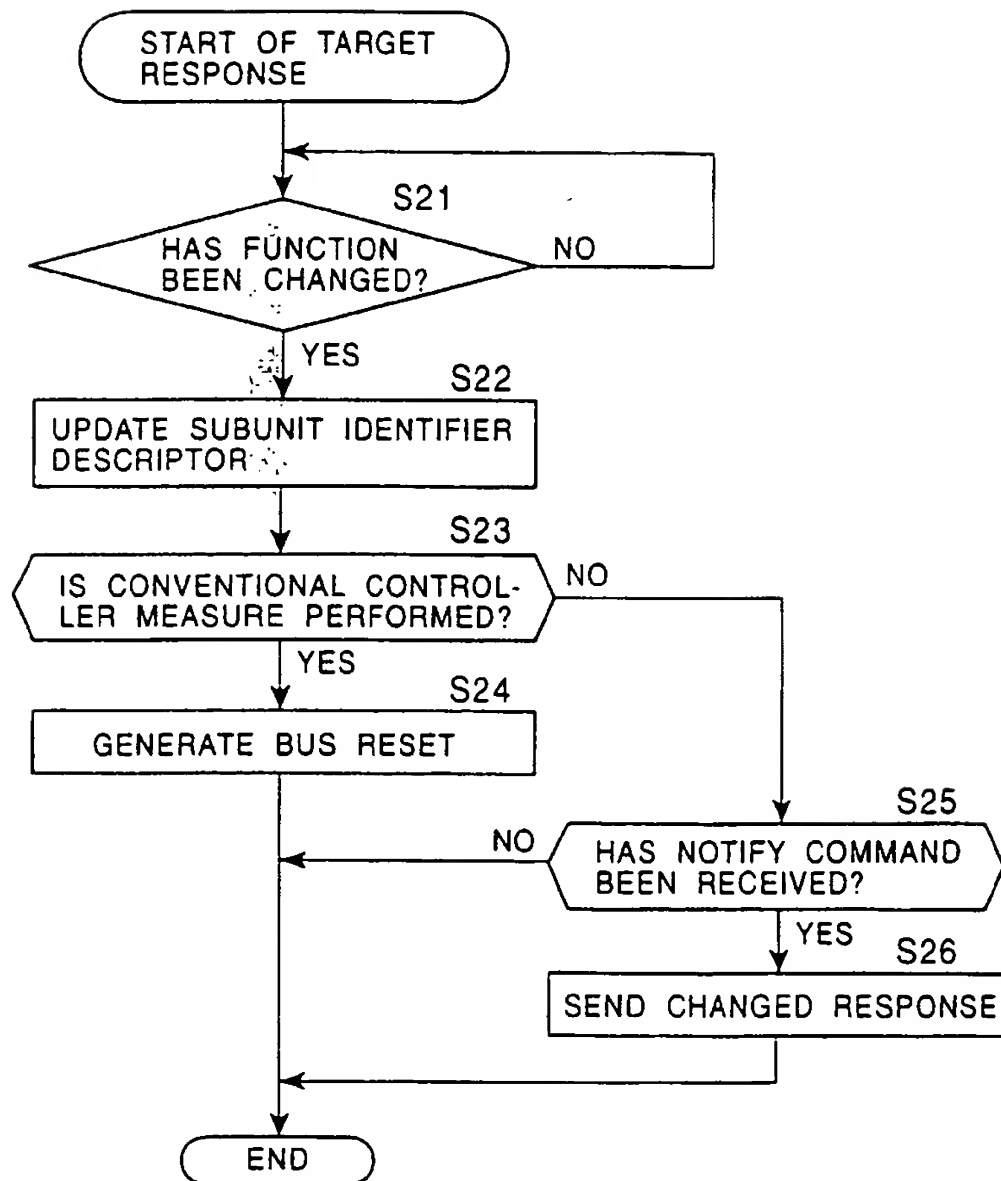 START OF TARGET
RESPONSE
S21
HAS FUNCTION
BEEN CHANGED?
NO
YES
S22
UPDATE SUBUNIT IDENTIFIER
DESCRIPTOR
S23
IS CONVENTIONAL CONTROL-
LER MEASURE PERFORMED?
NO
YES
S24
GENERATE BUS RESET
S25
NO
HAS NOTIFY COMMAND
BEEN RECEIVED?
YES
S26
SEND CHANGED RESPONSE
END